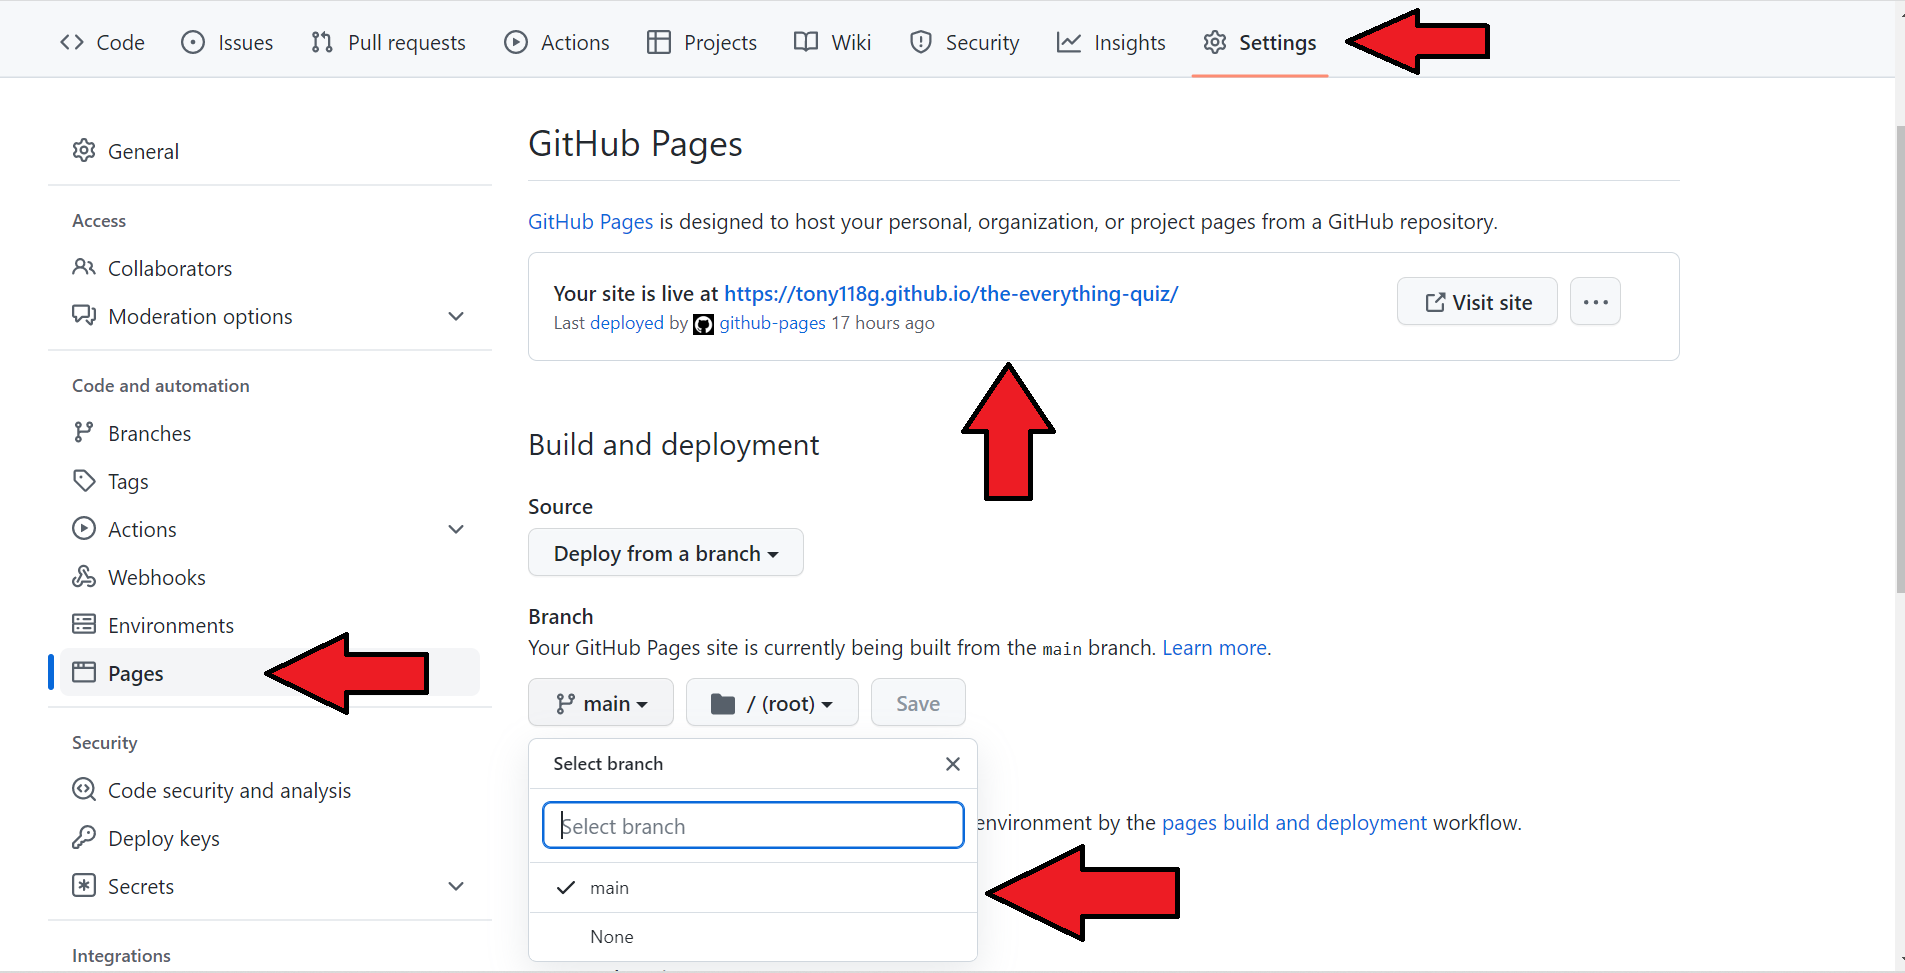 Code Issues Pull requests Actions Projects Wiki Security Insights Settings
General
Access
Collaborators
Moderation options
Code and automation
Branches
Tags
Actions
Webhooks
Environments
Pages
Security
Code security and analysis
Deploy keys
Secrets
Integrations
GitHub Pages
GitHub Pages is designed to host your personal, organization, or project pages from a GitHub repository.
Your site is live at https://tony118g.github.io/the-everything-quiz/
Last deployed by github-pages 17 hours ago
Visit site
Build and deployment
Source
Deploy from a branch
Branch
Your GitHub Pages site is currently being built from the main branch. Learn more.
main / (root) Save
Select branch
Select branch
environment by the pages build and deployment workflow.
main
None